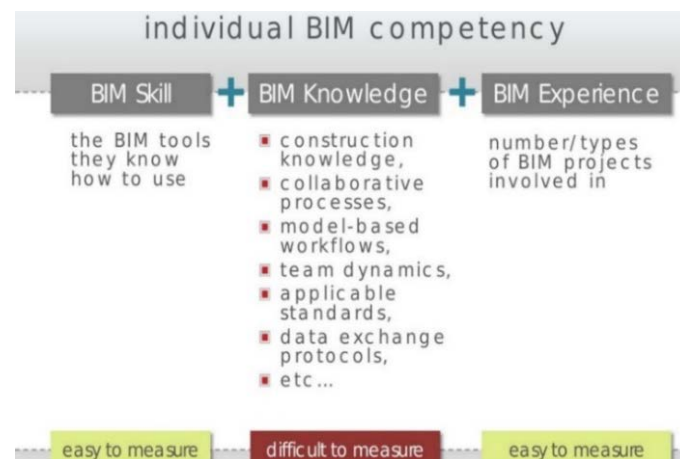 individual BIM competency
BIM Skill + BIM Knowledge + BIM Experience
the BIM tools
they know
how to use
construction
knowledge,
collaborative
processes,
model-based
workflows,
team dynamics,
applicable
standards,
data exchange
protocols,
etc...
number/types
of BIM projects
involved in
easy to measure
difficult to measure
easy to measure